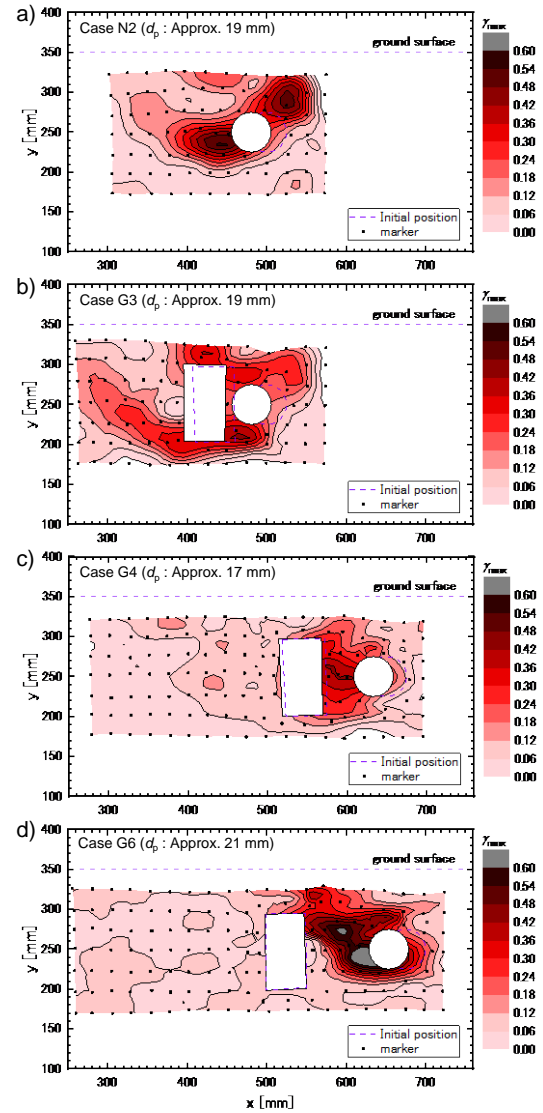 a)
Case N2 (dp : Approx. 19 mm)
ground surface
γmax
400
350
300
250
200
150
100
y [mm]
300 400 500 600 700
0.60
0.54
0.48
0.42
0.36
0.30
0.24
0.18
0.12
0.06
0.00
Initial position
marker
b)
Case G3 (dp : Approx. 19 mm)
ground surface
γmax
400
350
300
250
200
150
100
y [mm]
300 400 500 600 700
0.60
0.54
0.48
0.42
0.36
0.30
0.24
0.18
0.12
0.06
0.00
Initial position
marker
c)
Case G4 (dp : Approx. 17 mm)
ground surface
γmax
400
350
300
250
200
150
100
y [mm]
300 400 500 600 700
0.60
0.54
0.48
0.42
0.36
0.30
0.24
0.18
0.12
0.06
0.00
Initial position
marker
d)
Case G6 (dp : Approx. 21 mm)
ground surface
γmax
400
350
300
250
200
150
100
y [mm]
300 400 500 600 700
x [mm]
0.60
0.54
0.48
0.42
0.36
0.30
0.24
0.18
0.12
0.06
0.00
Initial position
marker